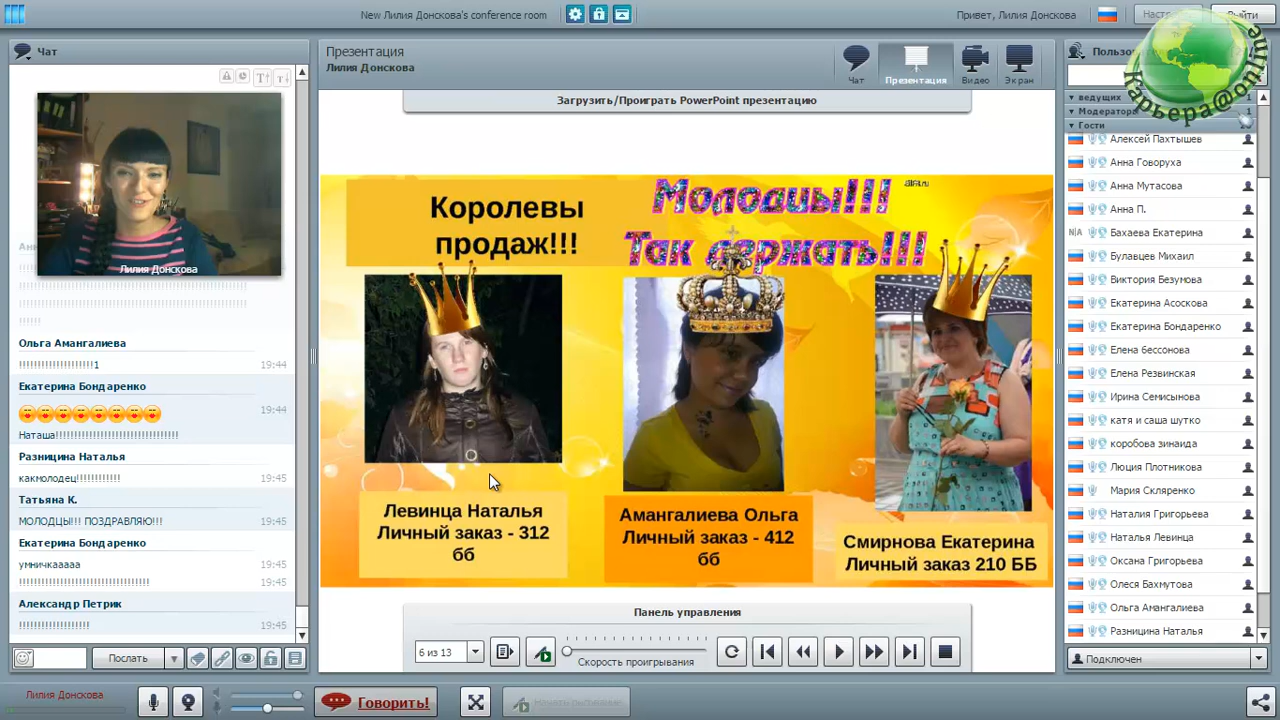 New Лилия Донскова's conference room
Привет, Лилия Донскова
Выйти
Чат
Лилия Донскова
Ольга Амангалиева
!!!!!!!!!!!!!!!!!!!!!1
19:44
Екатерина Бондаренко
19:44
Наташа!!!!!!!!!!!!!!!!!!!!!!!!!!!!!!!!!!
Разницина Наталья
какмолодец!!!!!!!!!!!!
19:45
Татьяна К.
МОЛОДЦЫ!!! ПОЗДРАВЛЯЮ!!!
19:45
Екатерина Бондаренко
умничкааааа
19:45
!!!!!!!!!!!!!!!!!!!!!!!!!!!!!!!!!!!!
19:45
Александр Петрик
!!!!!!!!!!!!!!!!!!!
19:45
Послать
Презентация
Лилия Донскова
Чат
Презентация
Видео
Экран
Загрузить/Проиграть PowerPoint презентацию
Королевы
продаж!!!
Молодцы!!!
Так держать!!!
Левинца Наталья
Личный заказ - 312
бб
Амангалиева Ольга
Личный заказ - 412
бб
Смирнова Екатерина
Личный заказ 210 ББ
Панель управления
6 из 13
Скорость проигрывания
карьера@online
ведущих 1
Модератора 1
Гости
Алексей Пахтышев
Анна Говоруха
Анна Мутасова
Анна П.
N/A Бахаева Екатерина
Булавцев Михаил
Виктория Безумова
Екатерина Асоскова
Екатерина Бондаренко
Елена бессонова
Елена Резвинская
Ирина Семисынова
катя и саша шутко
коробова зинаида
Люция Плотникова
Мария Скляренко
Наталия Григорьева
Наталья Левинца
Оксана Григорьева
Олеся Бахмутова
Ольга Амангалиева
Разницина Наталья
Подключен
Лилия Донскова
Говорить!